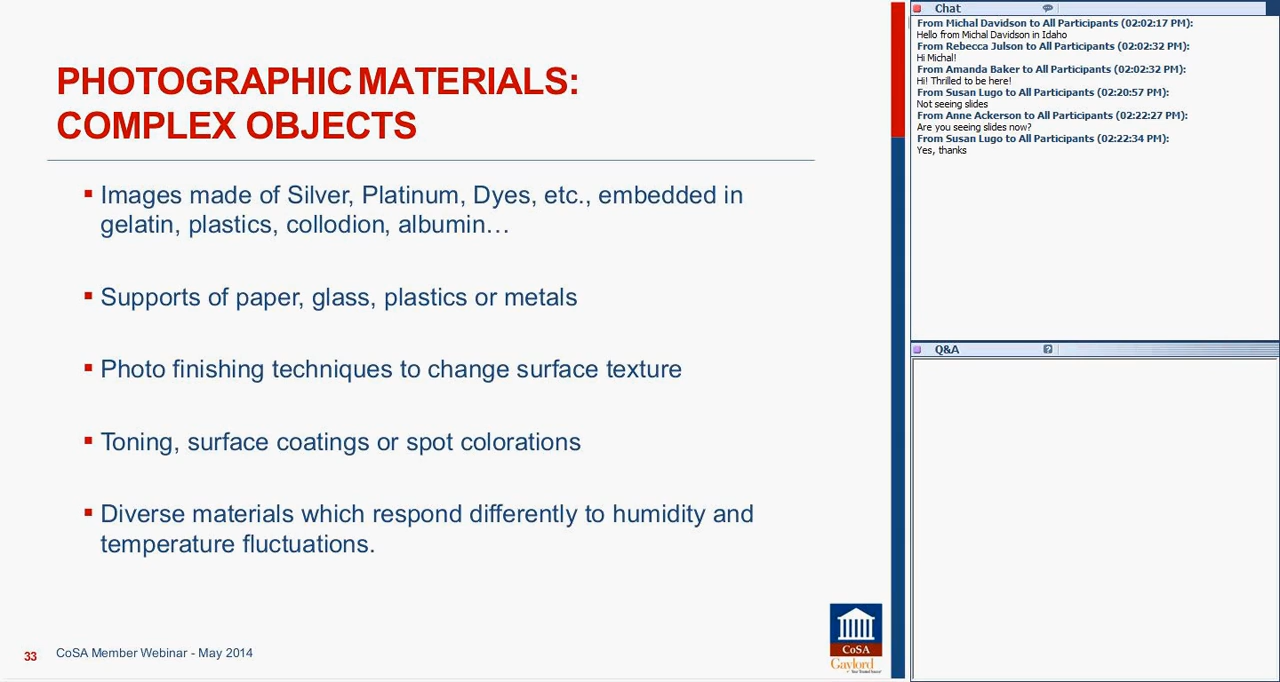 PHOTOGRAPHIC MATERIALS:
COMPLEX OBJECTS
▪ Images made of Silver, Platinum, Dyes, etc., embedded in
gelatin, plastics, collodion, albumin…
▪ Supports of paper, glass, plastics or metals
▪ Photo finishing techniques to change surface texture
▪ Toning, surface coatings or spot colorations
▪ Diverse materials which respond differently to humidity and
temperature fluctuations.
33 CoSA Member Webinar - May 2014
CoSA
Gaylord
Chat
From Michal Davidson to All Participants (02:02:17 PM):
Hello from Michal Davidson in Idaho
From Rebecca Julson to All Participants (02:02:32 PM):
Hi Michal!
From Amanda Baker to All Participants (02:02:32 PM):
Hi! Thrilled to be here!
From Susan Lugo to All Participants (02:20:57 PM):
Not seeing slides
From Anne Ackerson to All Participants (02:22:27 PM):
Are you seeing slides now?
From Susan Lugo to All Participants (02:22:34 PM):
Yes, thanks
Q&A